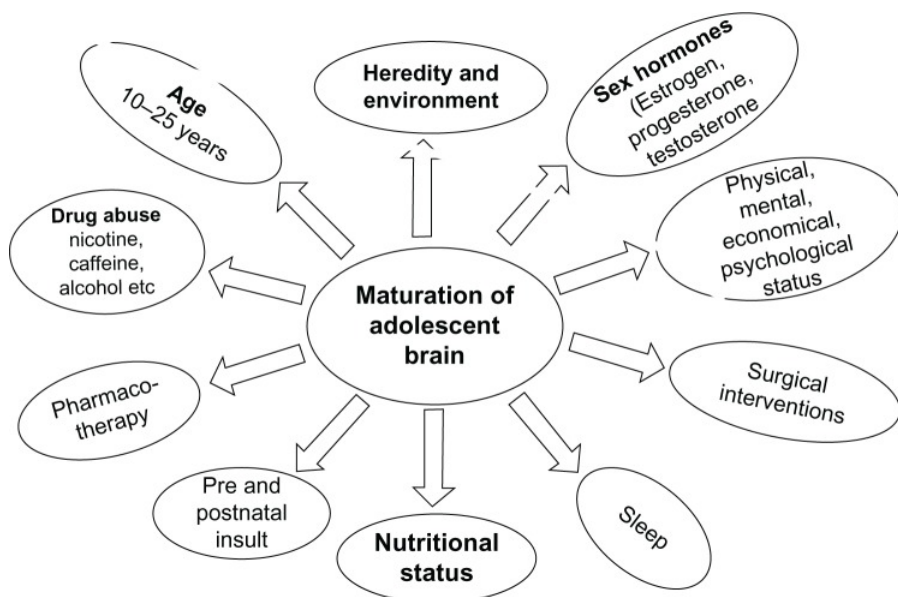 Heredity and
environment
Sex hormones
(Estrogen,
progesterone,
testosterone
Physical,
mental,
economical,
psychological
status
Surgical
interventions
Sleep
Nutritional
status
Pre and
postnatal
insult
Pharmaco-
therapy
Drug abuse
nicotine,
caffeine,
alcohol etc
Age
10–25 years
Maturation of
adolescent
brain